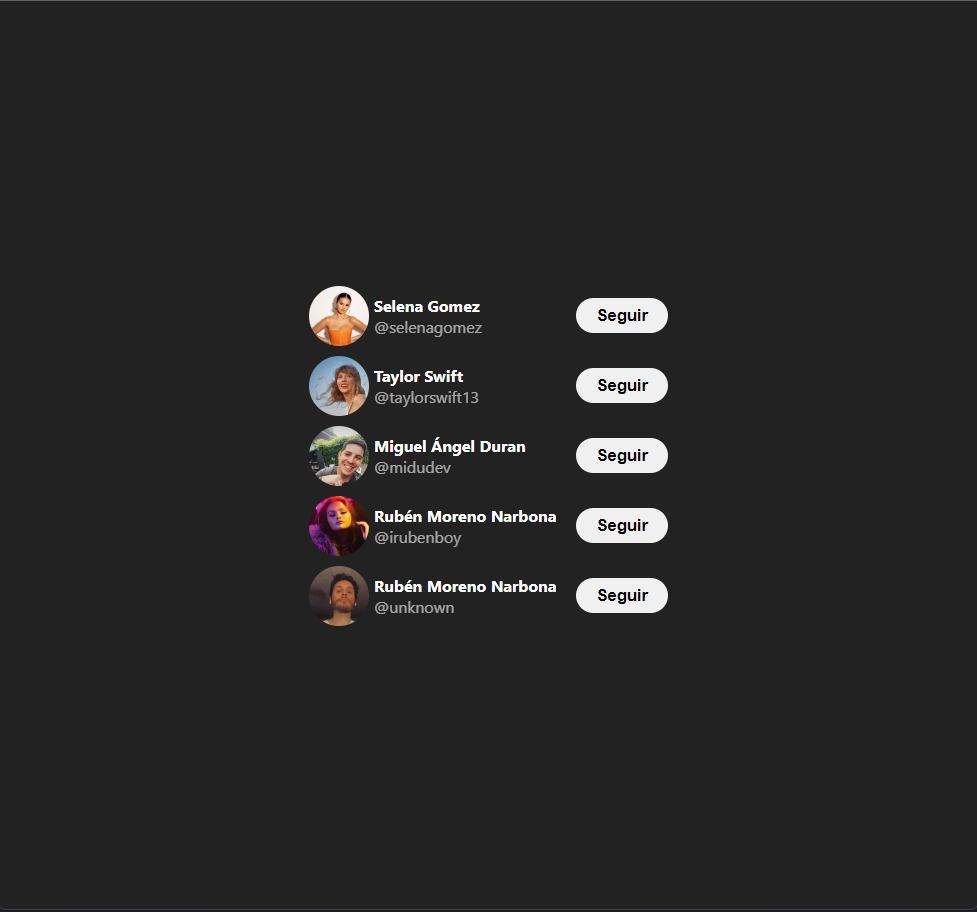 Selena Gomez
@selenagomez
Seguir
Taylor Swift
@taylorswift13
Seguir
Miguel Ángel Duran
@midudev
Seguir
Rubén Moreno Narbona
@irubenboy
Seguir
Rubén Moreno Narbona
@unknown
Seguir